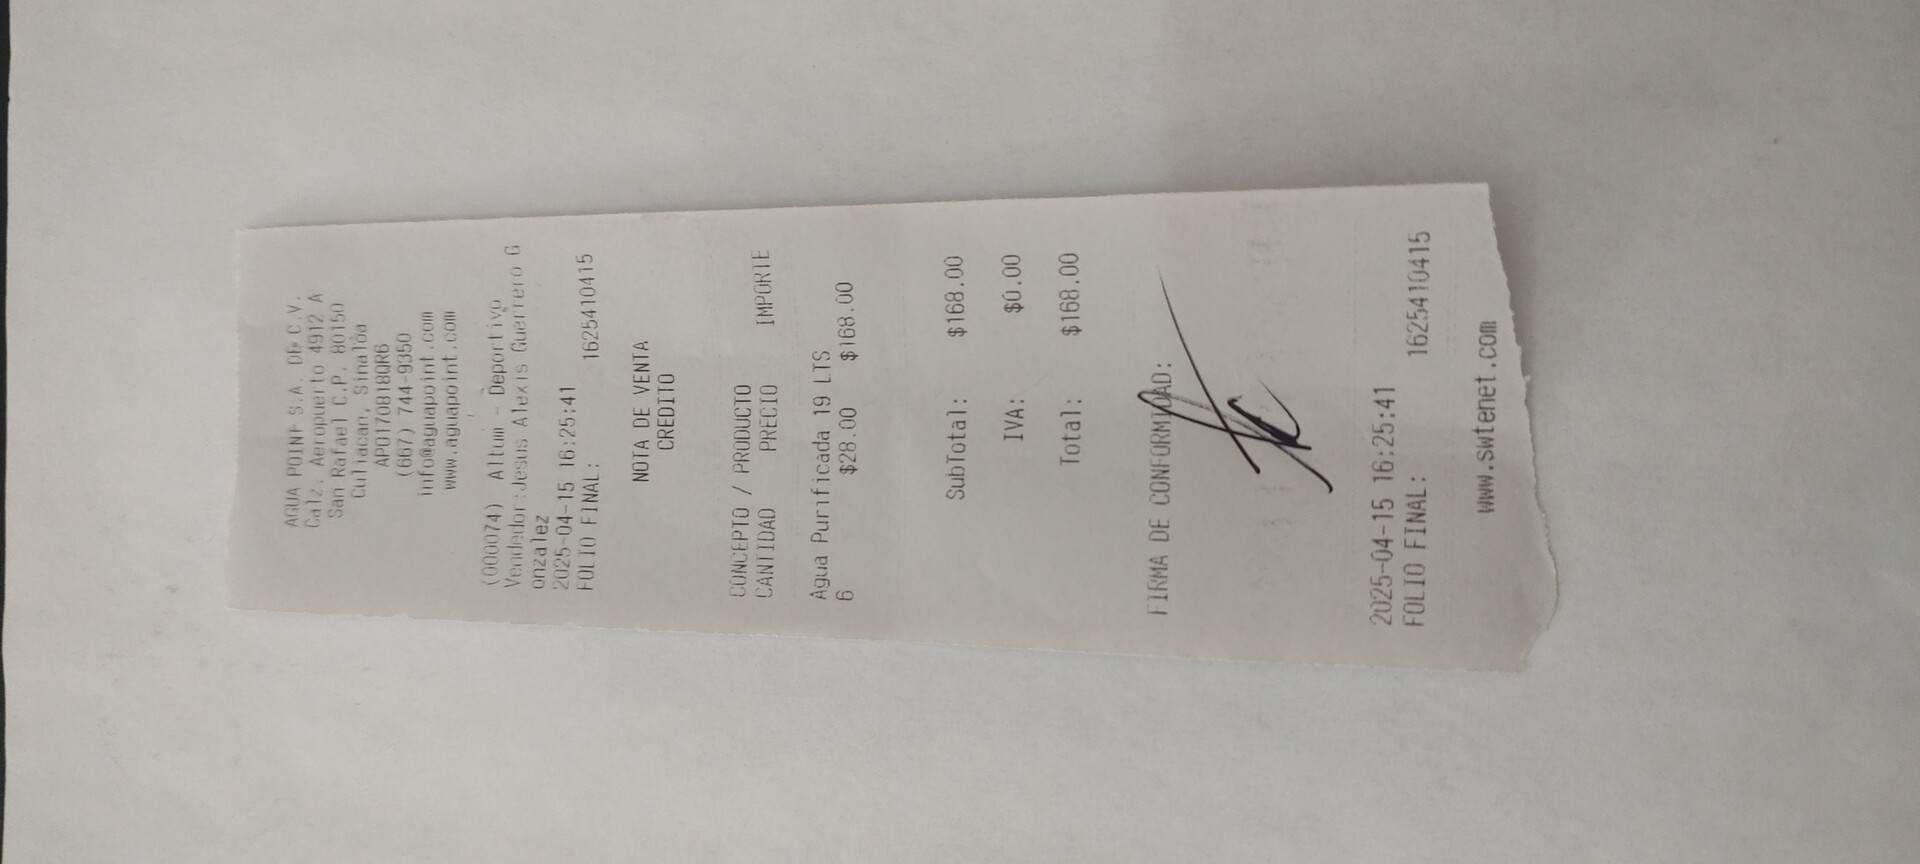 AGUA POINT S.A. DE C.V.
Calz. Aeropuerto 4912 A
San Rafael C.P. 80150
Culiacan, Sinaloa
APO170818QR6
(667) 744-9350
info@aguapoint.com
www.aguapoint.com
(000074) Altum - Deportivo
Vendedor:Jesus Alexis Guerrero G
onzalez
2025-04-15 16:25:41
FOLIO FINAL: 1625410415
NOTA DE VENTA
CREDITO
CONCEPTO / PRODUCTO
CANTIDAD PRECIO IMPORTE
Agua Purificada 19 LTS
6 $28.00 $168.00
SubTotal: $168.00
IVA: $0.00
Total: $168.00
FIRMA DE CONFORMIDAD:
2025-04-15 16:25:41
FOLIO FINAL: 1625410415
www.swtenet.com